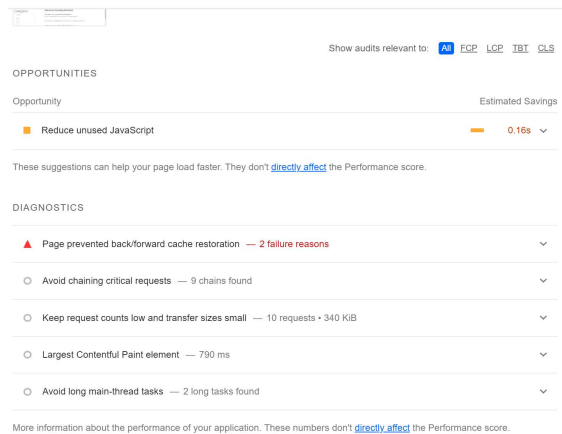 Show audits relevant to: All FCP LCP TBT CLS
OPPORTUNITIES
Opportunity Estimated Savings
Reduce unused JavaScript 0.16s
These suggestions can help your page load faster. They don't directly affect the Performance score.
DIAGNOSTICS
Page prevented back/forward cache restoration — 2 failure reasons
Avoid chaining critical requests — 9 chains found
Keep request counts low and transfer sizes small — 10 requests • 340 KiB
Largest Contentful Paint element — 790 ms
Avoid long main-thread tasks — 2 long tasks found
More information about the performance of your application. These numbers don't directly affect the Performance score.